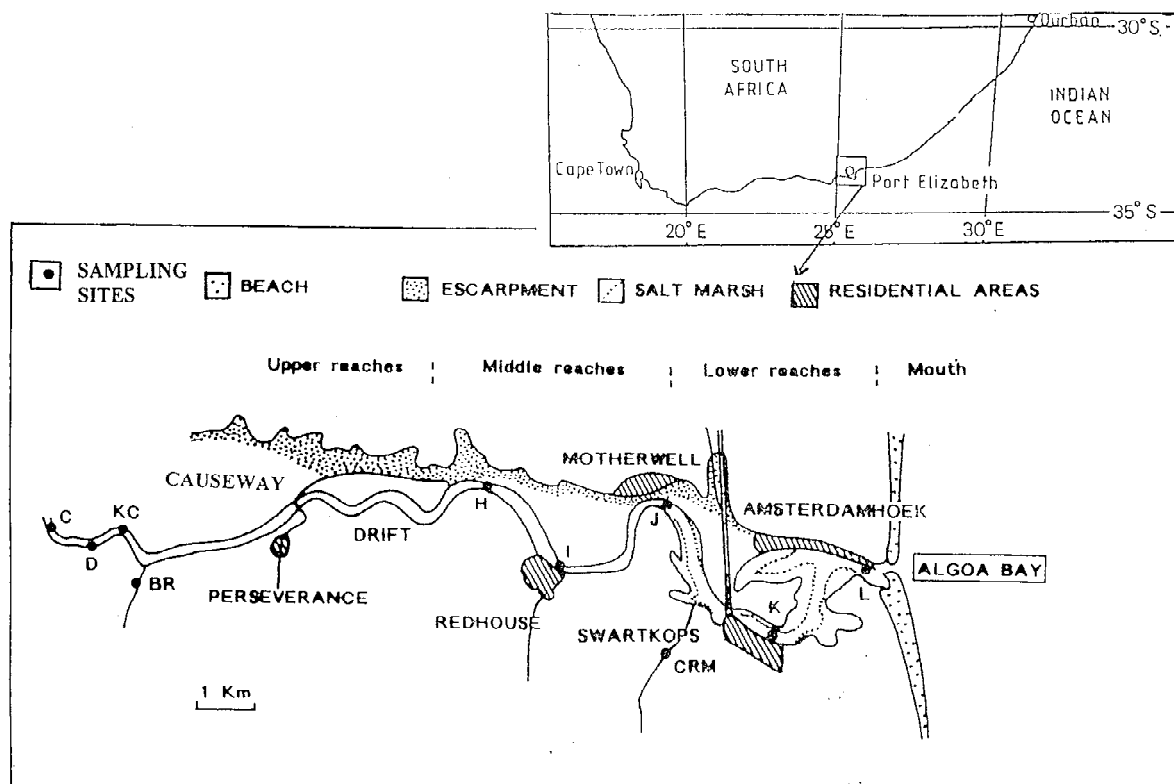 Durban
30° S.
SOUTH
AFRICA
INDIAN
OCEAN
Cape Town
Port Elizabeth
35° S
20°E
25°E
30°E
SAMPLING
SITES
BEACH
ESCARPMENT
SALT MARSH
RESIDENTIAL AREAS
Upper reaches
Middle reaches
Lower reaches
Mouth
MOTHERWELL
CAUSEWAY
AMSTERDAMHOEK
C
KC
H
J
DRIFT
D
I
ALGOA BAY
BR
L
PERSEVERANCE
K
REDHOUSE
SWARTKOPS
CRM
1 Km